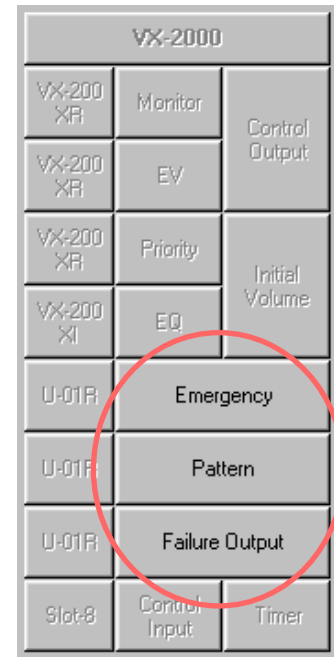 VX-2000
VX-200
XR
Monitor
Control
Output
VX-200
XR
EV
VX-200
XR
Priority
Initial
Volume
VX-200
XI
EQ
U-01R
Emergency
U-01R
Pattern
U-01R
Failure Output
Slot-8
Control
Input
Timer